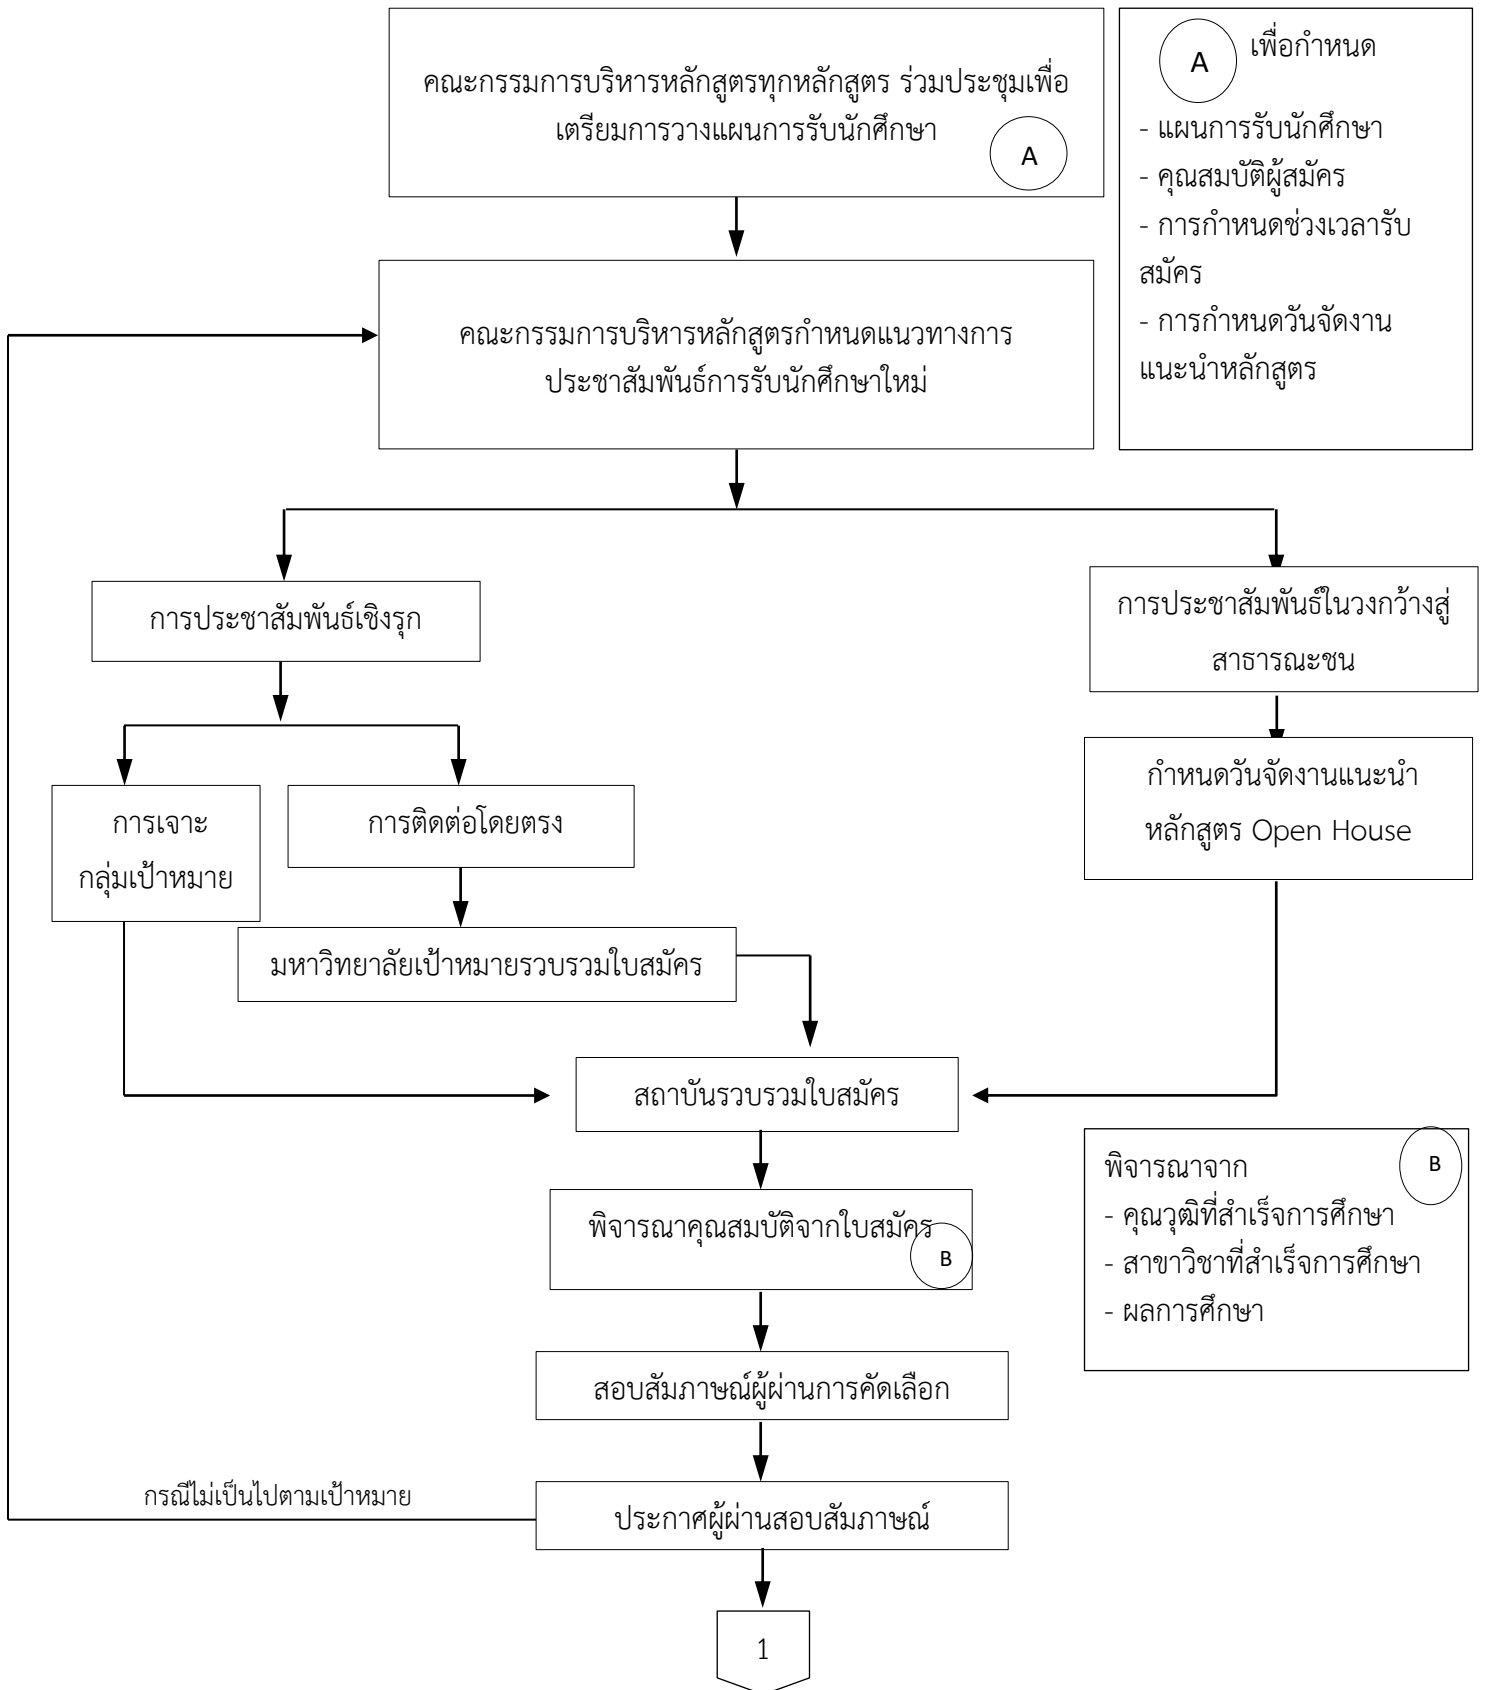 คณะกรรมการบริหารหลักสูตรทุกหลักสูตร ร่วมประชุมเพื่อ
เตรียมการวางแผนการรับนักศึกษา
A
A
เพื่อกำหนด
- แผนการรับนักศึกษา
- คุณสมบัติผู้สมัคร
- การกำหนดช่วงเวลารับ
สมัคร
- การกำหนดวันจัดงาน
แนะนำหลักสูตร
คณะกรรมการบริหารหลักสูตรกำหนดแนวทางการ
ประชาสัมพันธ์การรับนักศึกษาใหม่
การประชาสัมพันธ์เชิงรุก
การประชาสัมพันธ์ในวงกว้างสู่
สาธารณะชน
การเจาะ
กลุ่มเป้าหมาย
การติดต่อโดยตรง
กำหนดวันจัดงานแนะนำ
หลักสูตร Open House
มหาวิทยาลัยเป้าหมายรวบรวมใบสมัคร
สถาบันรวบรวมใบสมัคร
พิจารณาคุณสมบัติจากใบสมัคร
B
พิจารณาจาก
B
- คุณวุฒิที่สำเร็จการศึกษา
- สาขาวิชาที่สำเร็จการศึกษา
- ผลการศึกษา
สอบสัมภาษณ์ผู้ผ่านการคัดเลือก
กรณีไม่เป็นไปตามเป้าหมาย
ประกาศผู้ผ่านสอบสัมภาษณ์
1